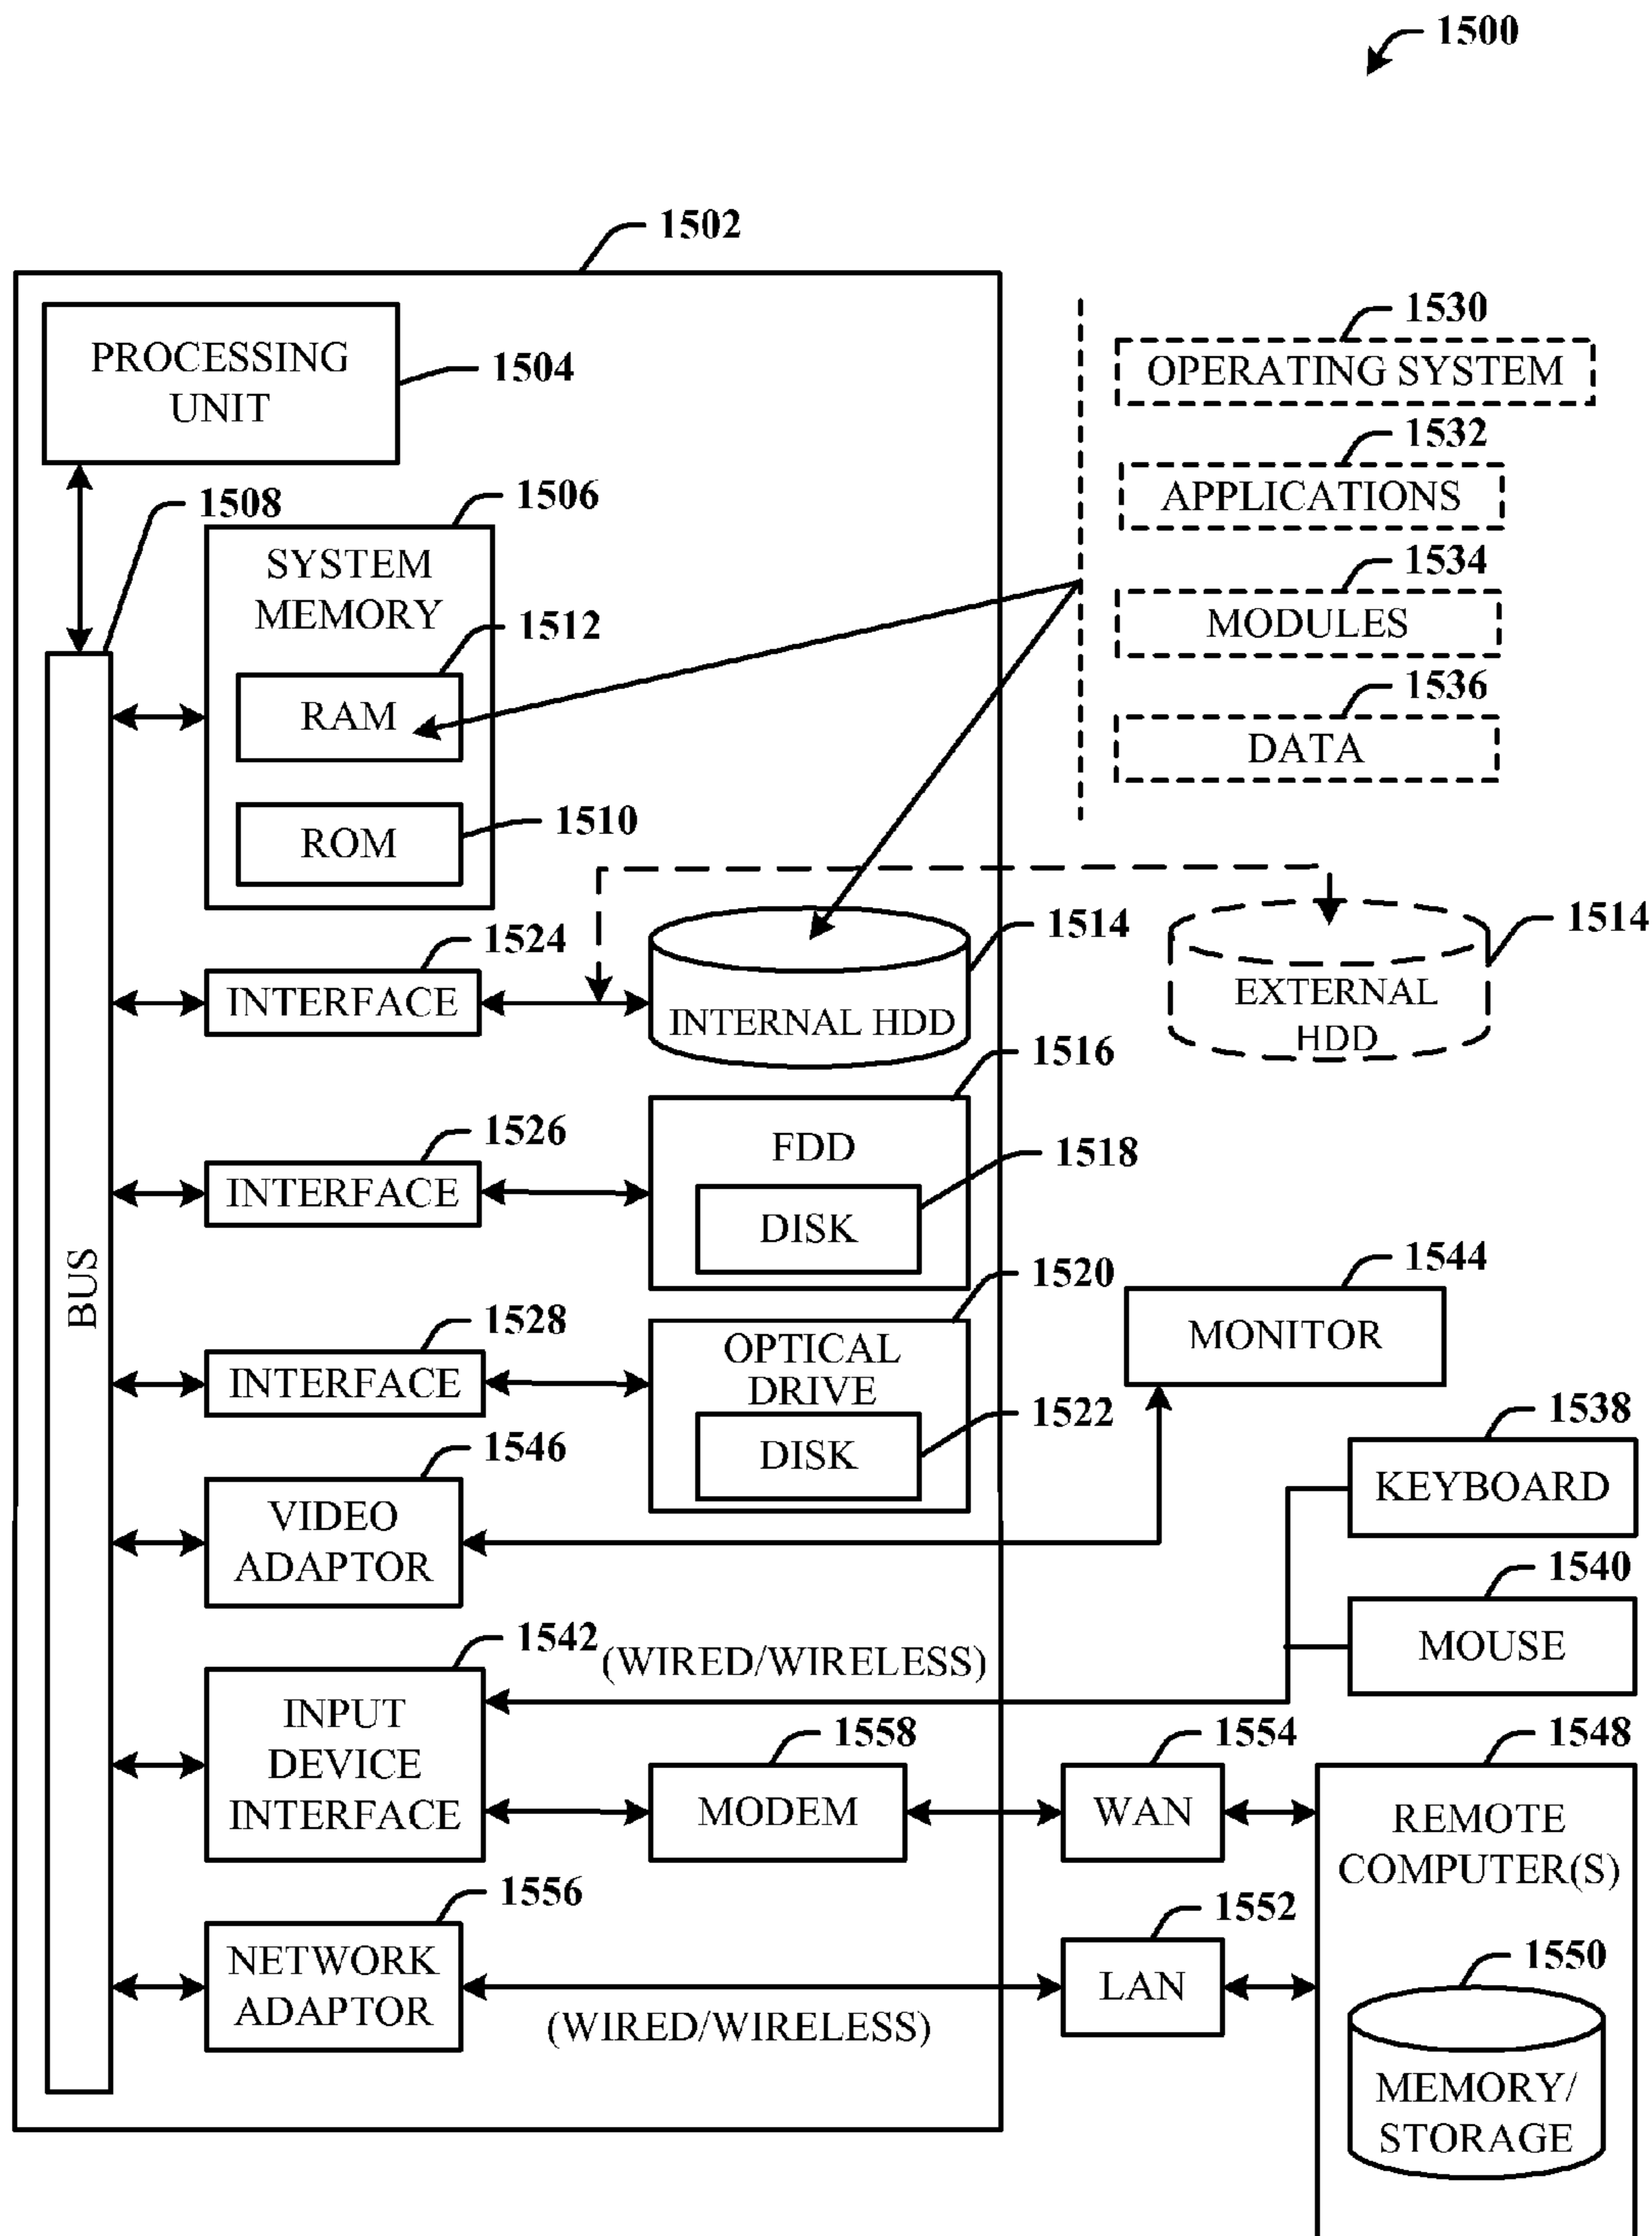 1500
1502
PROCESSING
UNIT
1504
1530
OPERATING SYSTEM
1532
APPLICATIONS
1534
MODULES
1536
DATA
1508
1506
SYSTEM
MEMORY
1512
RAM
1510
ROM
BUS
1524
INTERFACE
1514
INTERNAL HDD
1514
EXTERNAL
HDD
1526
INTERFACE
1516
FDD
1518
DISK
1528
INTERFACE
1520
OPTICAL
DRIVE
1522
DISK
1544
MONITOR
1546
VIDEO
ADAPTOR
1538
KEYBOARD
1540
MOUSE
1542
(WIRED/WIRELESS)
INPUT
DEVICE
INTERFACE
1558
MODEM
1554
WAN
1548
REMOTE
COMPUTER(S)
1556
NETWORK
ADAPTOR
(WIRED/WIRELESS)
1552
LAN
1550
MEMORY/
STORAGE